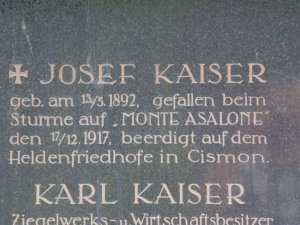 ✠ JOSEF KAISER
geb. am 13/5. 1892, gefallen beim
Sturme auf „MONTE ASALONE"
den 17/12. 1917, beerdigt auf dem
Heldenfriedhofe in Cismon.
KARL KAISER
Ziegelwerks- u. Wirtschaftsbesitzer